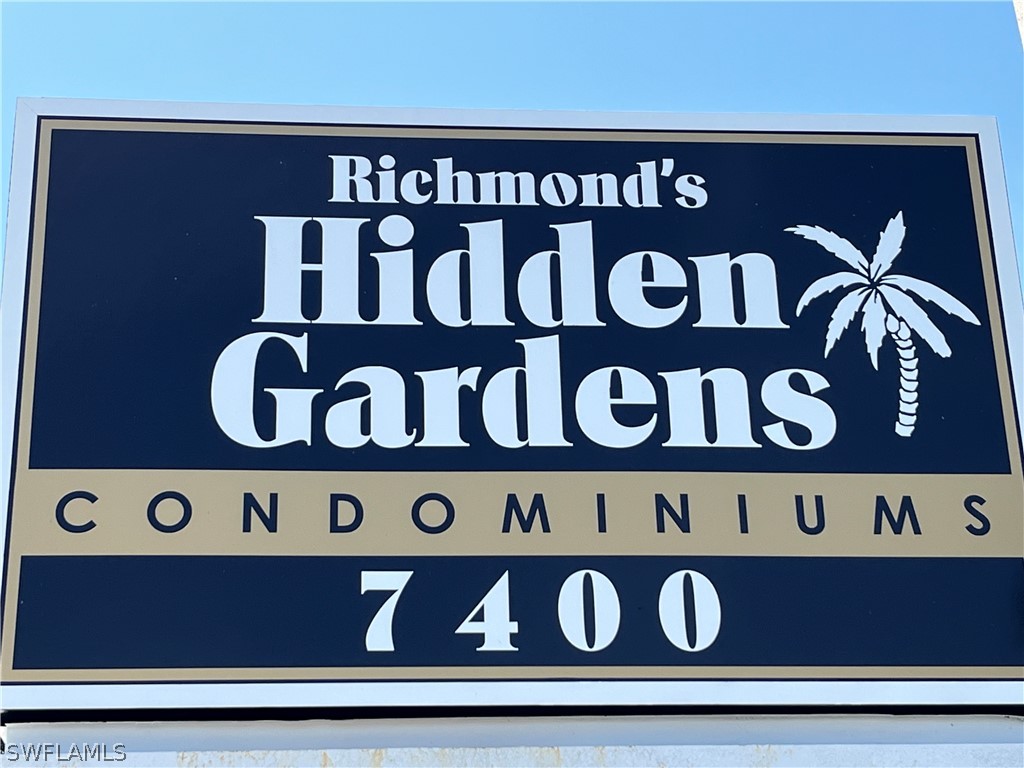 Richmond's
Hidden
Gardens
CONDOMINIUMS
7400
SWFLAMLS